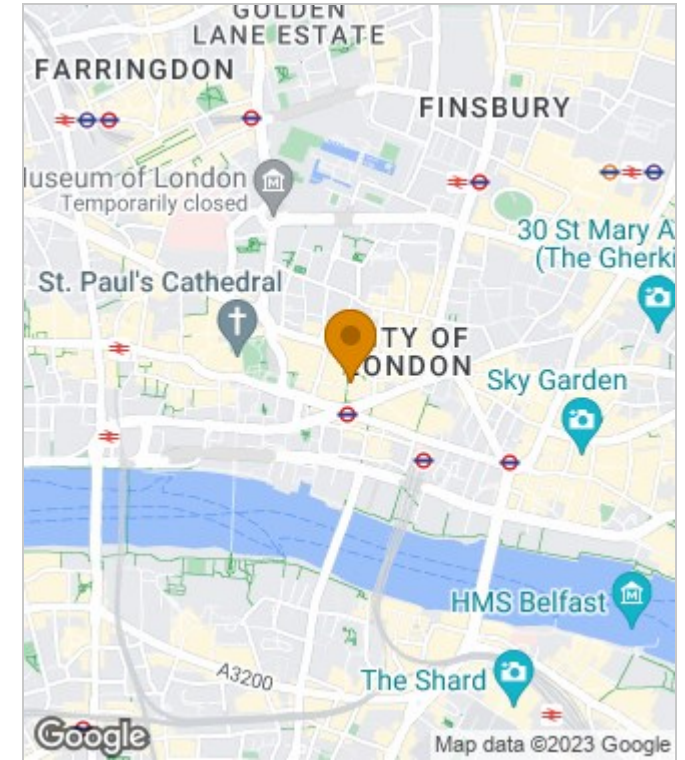 GOLDEN
LANE ESTATE
FARRINGDON
FINSBURY
useum of London
Temporarily closed
30 St Mary A
(The Gherki
St. Paul's Cathedral
TY OF
ONDON
Sky Garden
HMS Belfast
A3200
The Shard
Google
Map data ©2023 Google